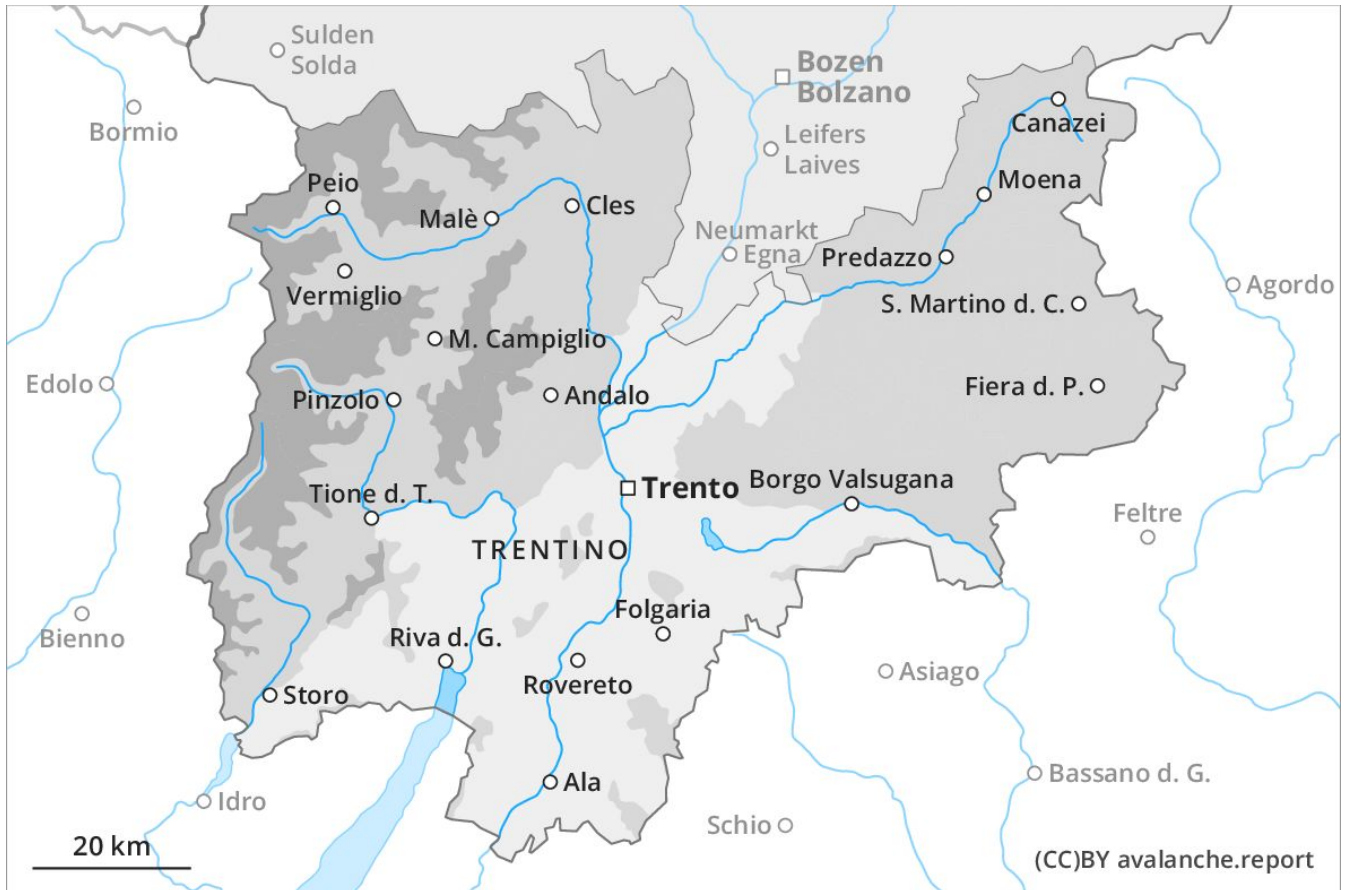 Sulden
Solda
Bozen
Bolzano
Bormio
Canazei
Leifers
Laives
Peio
Moena
Malè
Cles
Neumarkt
Egna
Predazzo
Vermiglio
S. Martino d. C.
Agordo
M. Campiglio
Edolo
Pinzolo
Andalo
Fiera d. P.
Tione d. T.
Trento
Borgo Valsugana
Feltre
TRENTINO
Bienno
Folgaria
Riva d. G.
Asiago
Storo
Rovereto
Idro
Ala
Bassano d. G.
Schio
20 km
(CC)BY avalanche.report